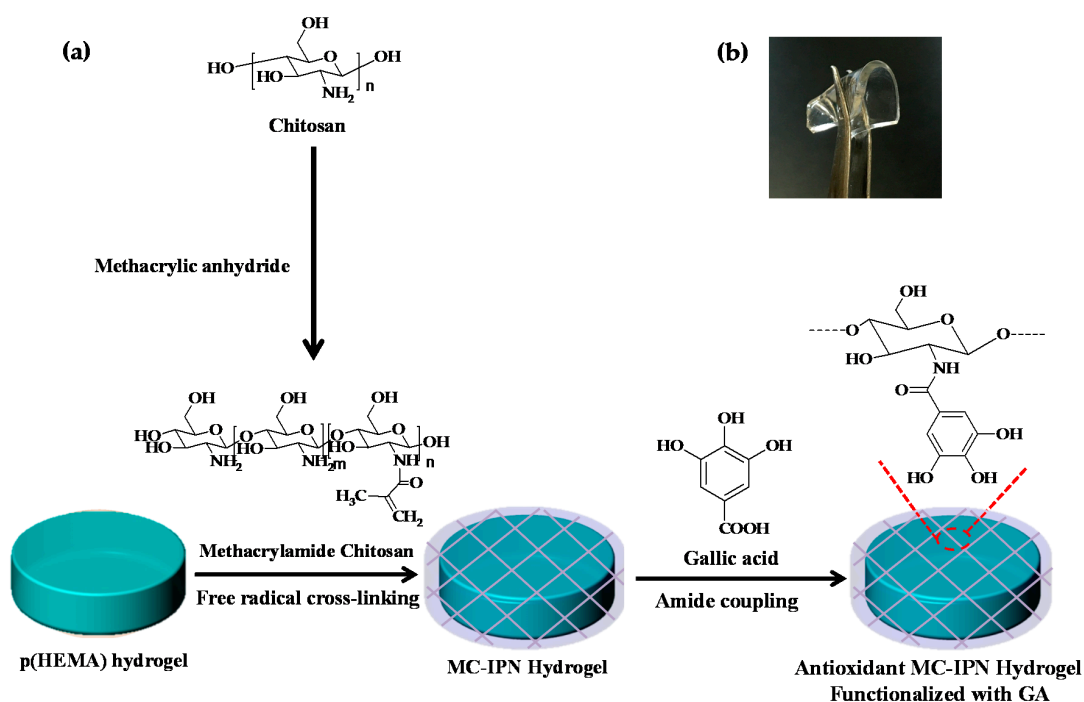 (a)
(b)
OH
HO
O
OH
HO
NH2
n
Chitosan
Methacrylic anhydride
OH
OH
OH
HO
O
O
O
O
O
OH
HO
HO
HO
NH2
NH2
m
NH
n
O
H3C
CH2
OH
HO
OH
COOH
OH
O
O
O
HO
NH
O
OH
HO
OH
Methacrylamide Chitosan
Free radical cross-linking
Gallic acid
Amide coupling
p(HEMA) hydrogel
MC-IPN Hydrogel
Antioxidant MC-IPN Hydrogel
Functionalized with GA